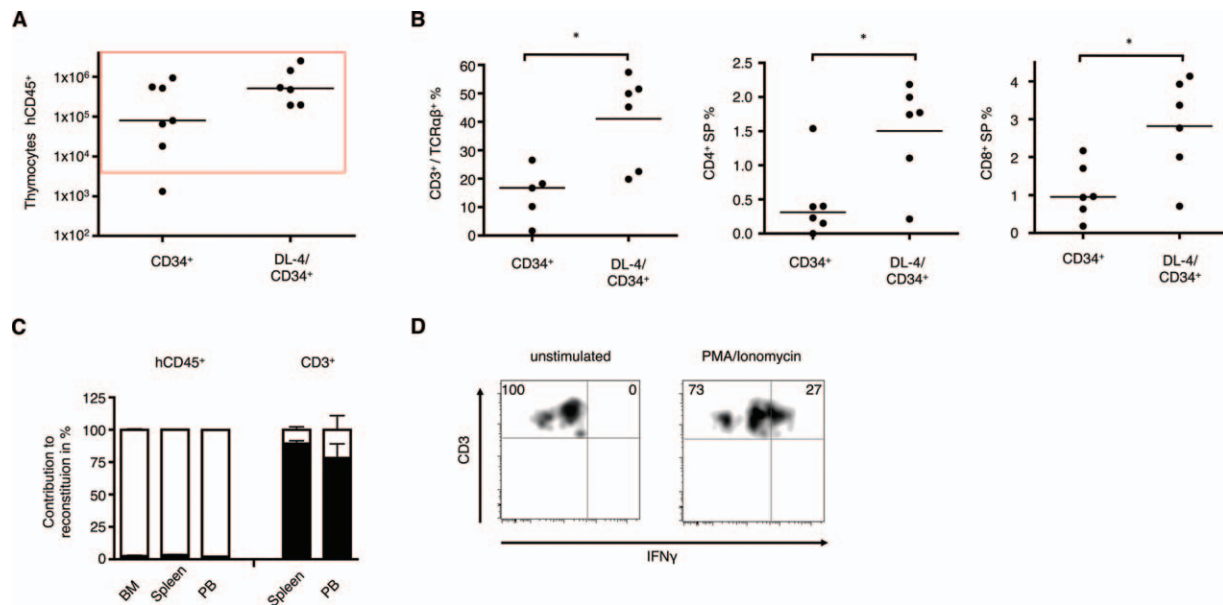 A
Thymocytes hCD45⁺
1x10⁶
1x10⁵
1x10⁴
1x10³
1x10²
CD34⁺
DL-4/
CD34⁺
B
CD3⁺ / TCRαβ⁺ %
60
50
40
30
20
10
0
*
CD34⁺
DL-4/
CD34⁺
CD4⁺ SP %
2.5
2.0
1.5
1.0
0.5
0.0
*
CD34⁺
DL-4/
CD34⁺
CD8⁺ SP %
4
3
2
1
0
*
CD34⁺
DL-4/
CD34⁺
C
hCD45⁺
CD3⁺
Contribution to
reconstituion in %
125
100
75
50
25
0
BM
Spleen
PB
Spleen
PB
D
unstimulated
PMA/Ionomycin
100
0
73
27
CD3
IFNγ